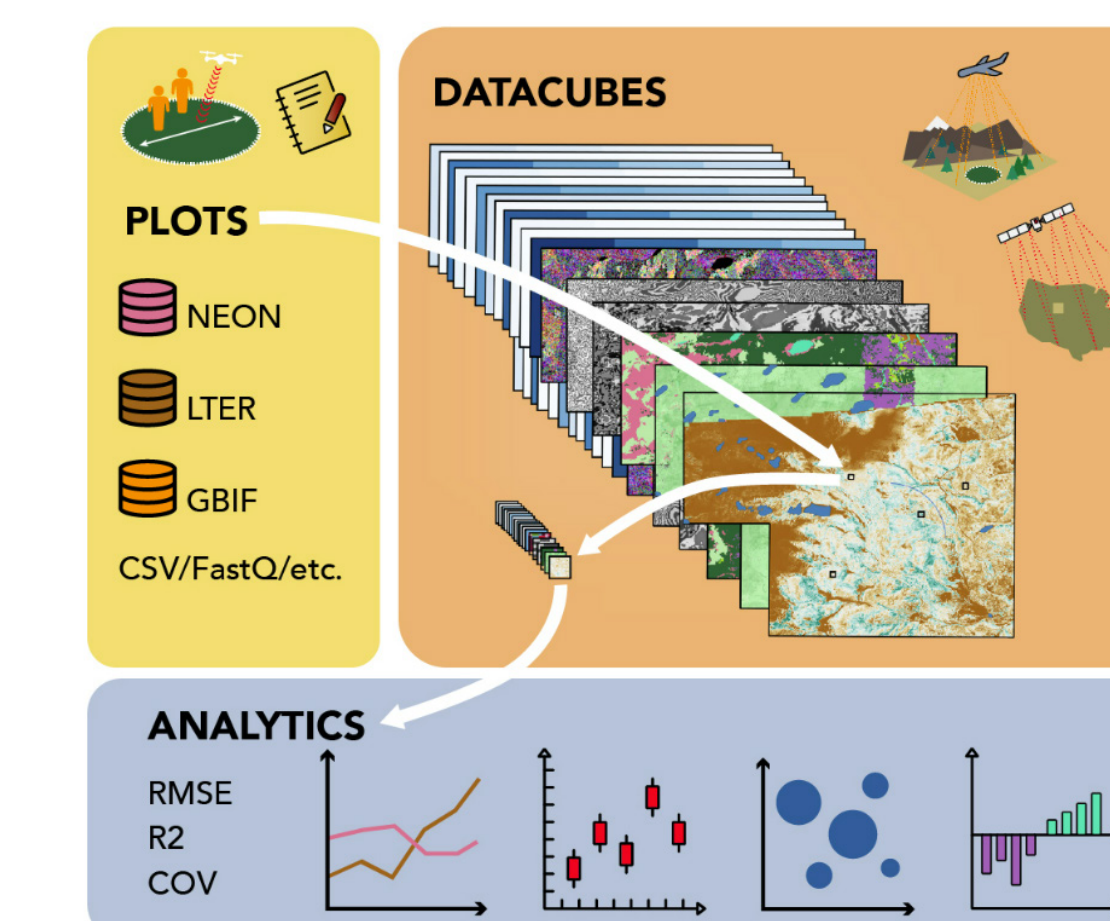 DATACUBES
PLOTS
NEON
LTER
GBIF
CSV/FastQ/etc.
ANALYTICS
RMSE
R2
COV